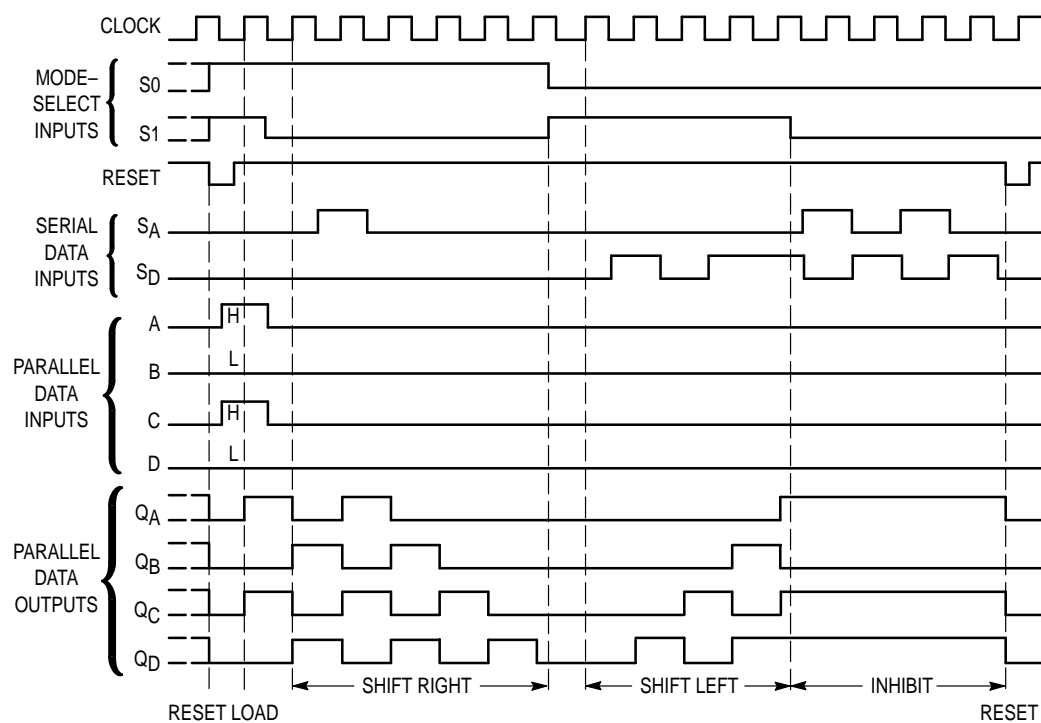 CLOCK
MODE–
SELECT
INPUTS
S0
S1
RESET
SERIAL
DATA
INPUTS
SA
SD
PARALLEL
DATA
INPUTS
A
H
B
L
C
H
D
L
PARALLEL
DATA
OUTPUTS
QA
QB
QC
QD
SHIFT RIGHT
SHIFT LEFT
INHIBIT
RESET LOAD
RESET